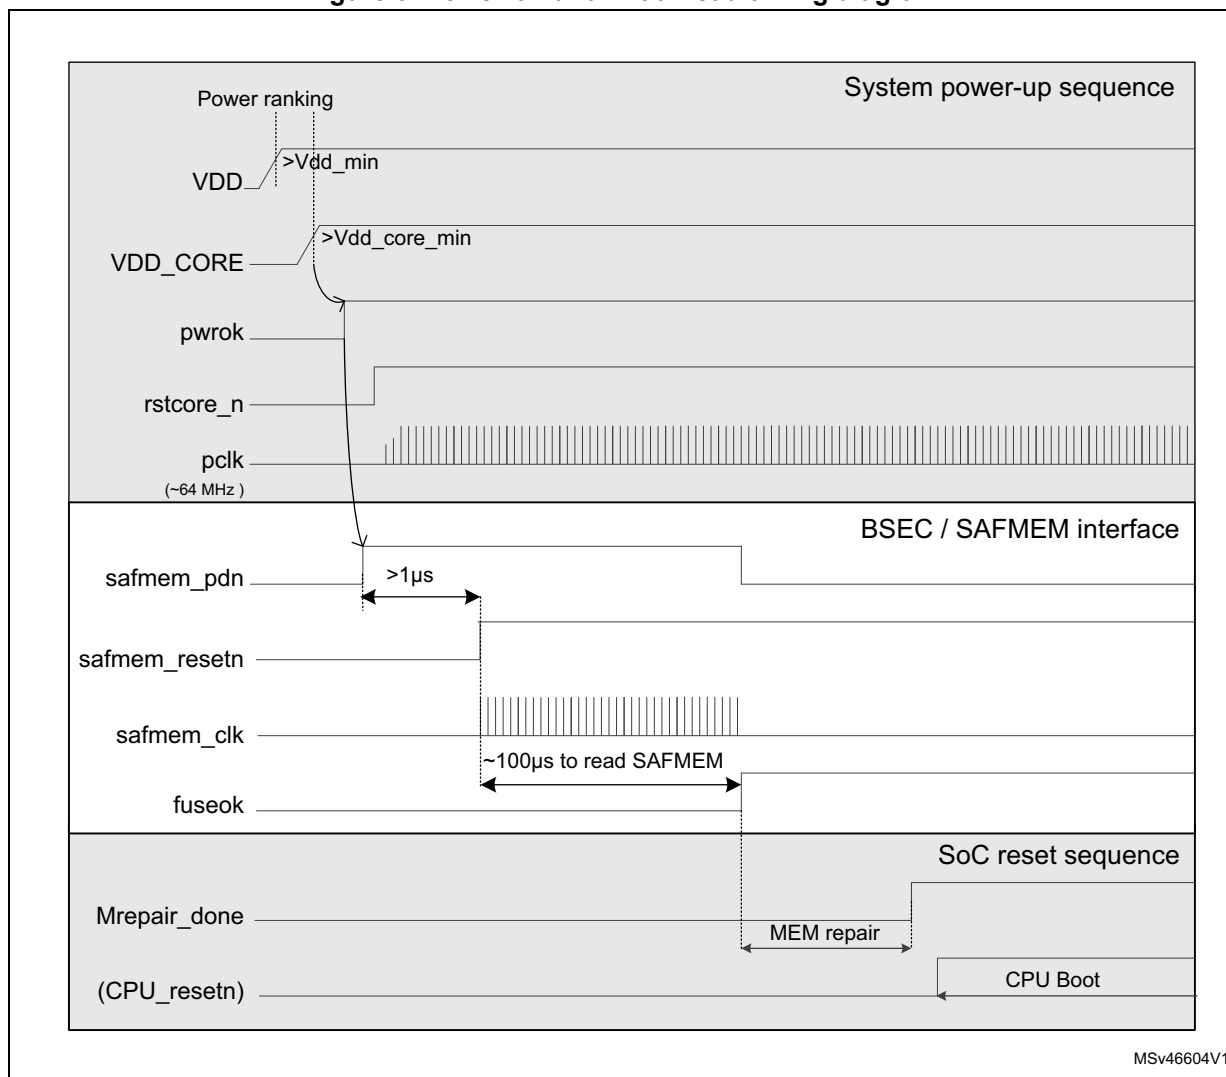 System power-up sequence
Power ranking
>Vdd_min
VDD
>Vdd_core_min
VDD_CORE
pwrok
rstcore_n
pclk
(~64 MHz )
BSEC / SAFMEM interface
safmem_pdn
>1µs
safmem_resetn
safmem_clk
~100µs to read SAFMEM
fuseok
SoC reset sequence
Mrepair_done
MEM repair
(CPU_resetn)
CPU Boot
MSv46604V1